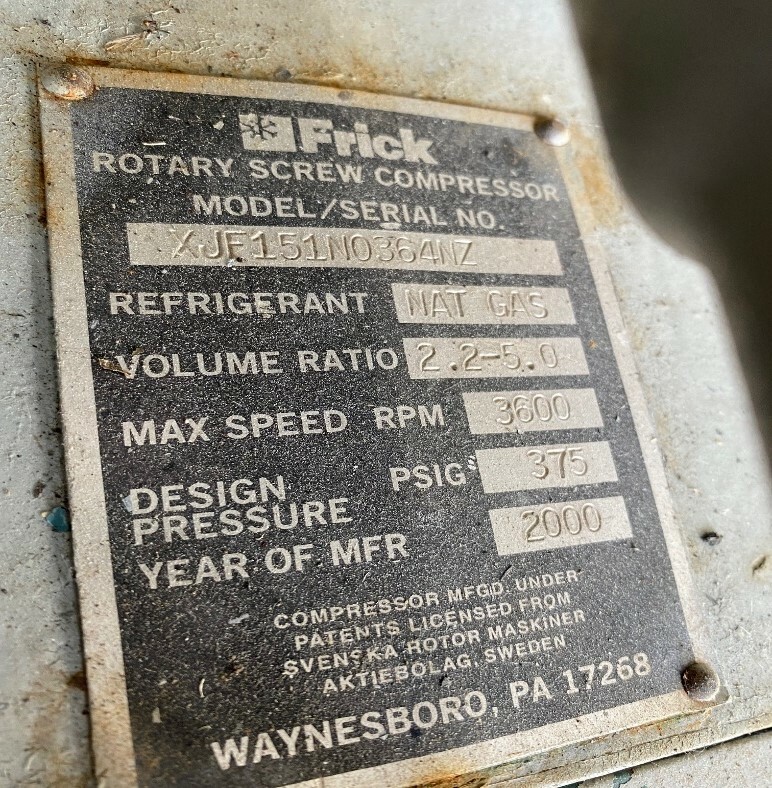 Frick
ROTARY SCREW COMPRESSOR
MODEL/SERIAL NO.
XJF151N0364NZ
REFRIGERANT NAT GAS
VOLUME RATIO 2.2-5.0
MAX SPEED RPM 3600
DESIGN PRESSURE PSIG 375
YEAR OF MFR 2000
COMPRESSOR MFGD. UNDER
PATENTS LICENSED FROM
SVENSKA ROTOR MASKINER
AKTIEBOLAG, SWEDEN
WAYNESBORO, PA 17268